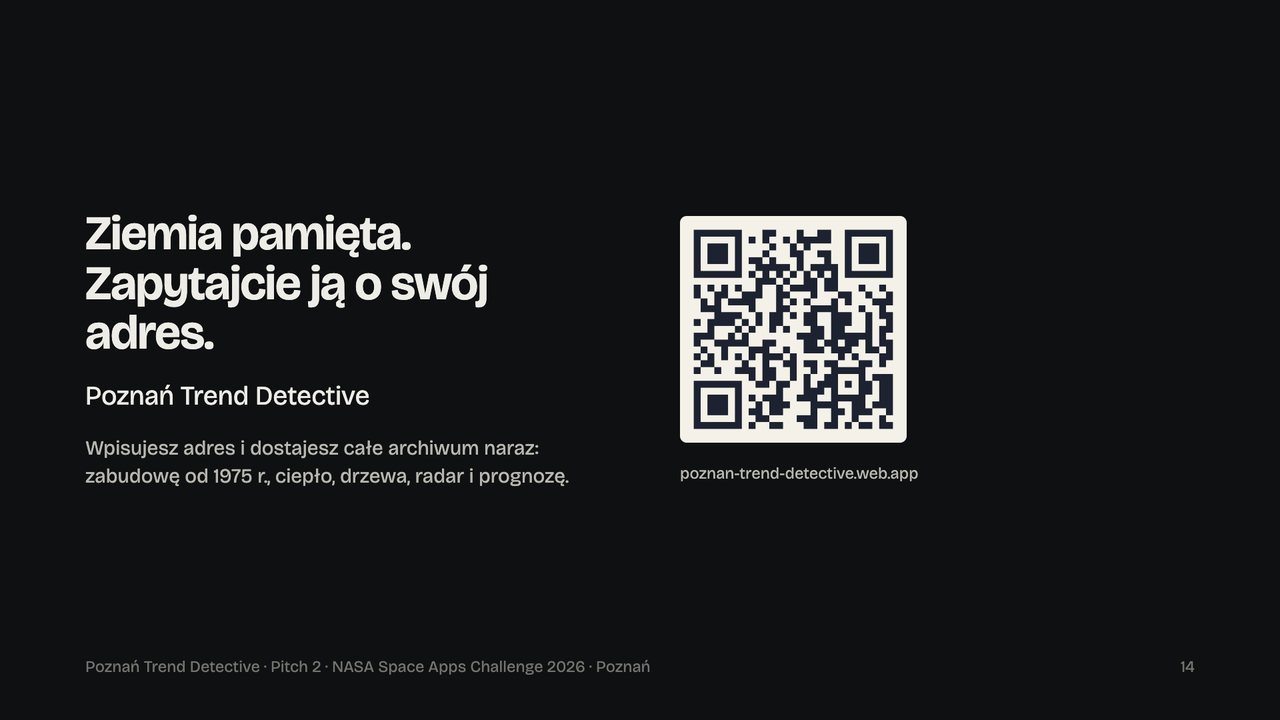 Ziemia pamięta.
Zapytajcie ją o swój
adres.
Poznań Trend Detective
Wpisujesz adres i dostajesz całe archiwum naraz:
zabudowę od 1975 r., ciepło, drzewa, radar i prognozę.
poznan-trend-detective.web.app
Poznań Trend Detective · Pitch 2 · NASA Space Apps Challenge 2026 · Poznań
14